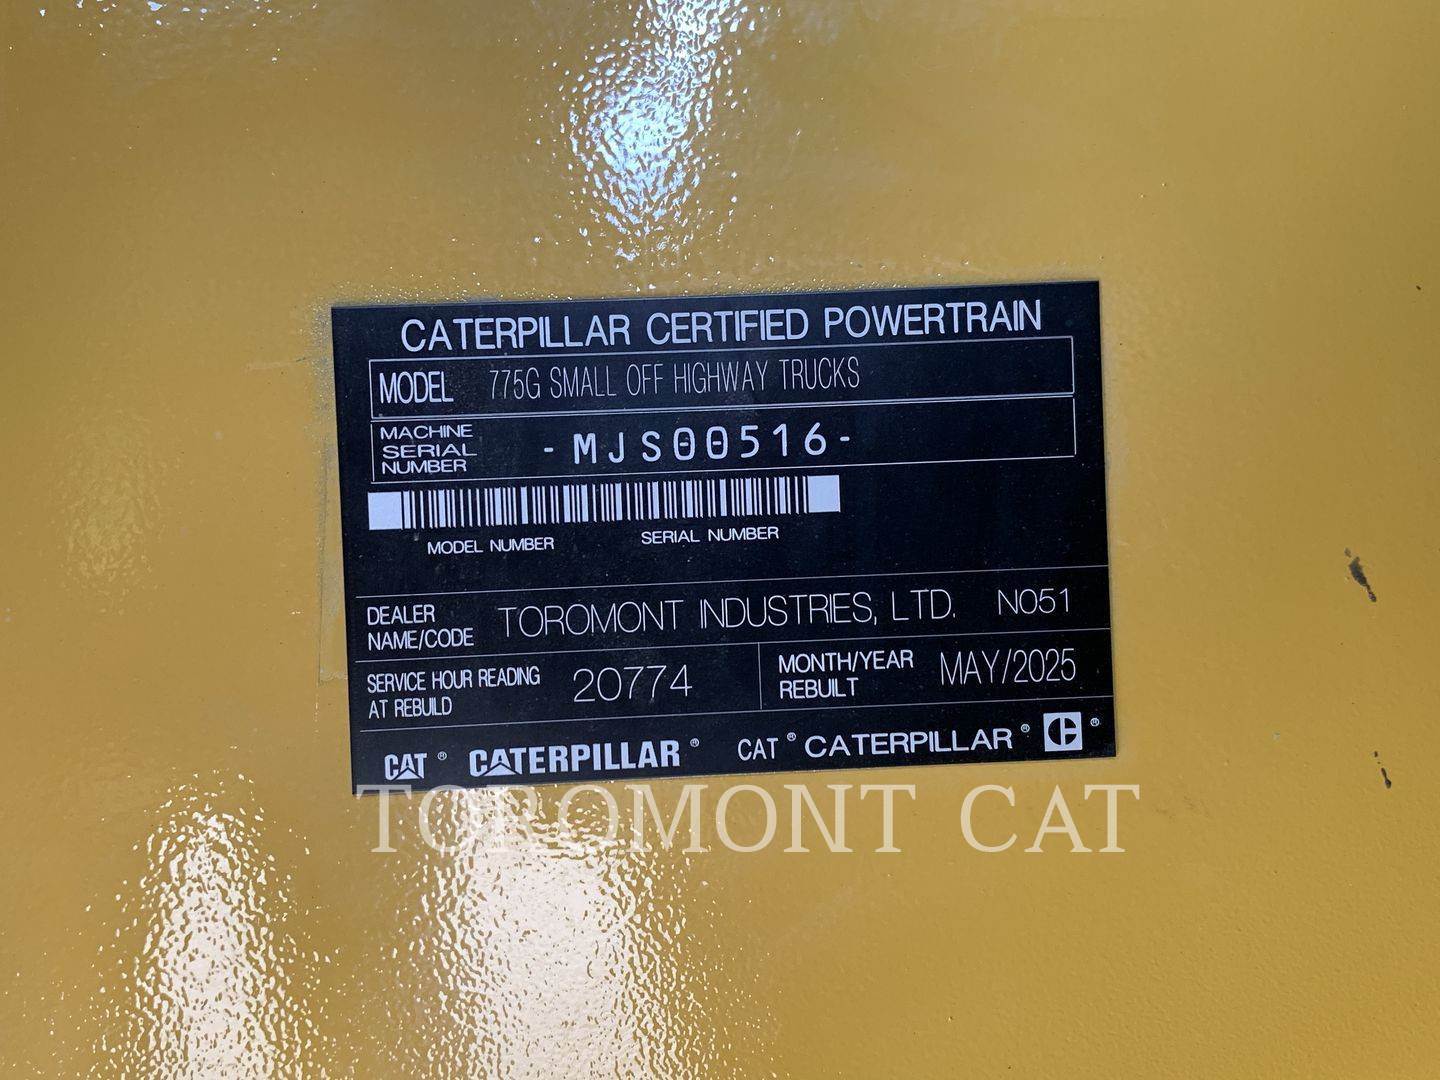 CATERPILLAR CERTIFIED POWERTRAIN
MODEL 775G SMALL OFF HIGHWAY TRUCKS
MACHINE
SERIAL
NUMBER
-MJS00516-
MODEL NUMBER SERIAL NUMBER
DEALER
NAME/CODE
TOROMONT INDUSTRIES, LTD. N051
SERVICE HOUR READING
AT REBUILD
20774
MONTH/YEAR
REBUILT
MAY/2025
CAT ® CATERPILLAR ® CAT ® CATERPILLAR ® ®
TOROMONT CAT